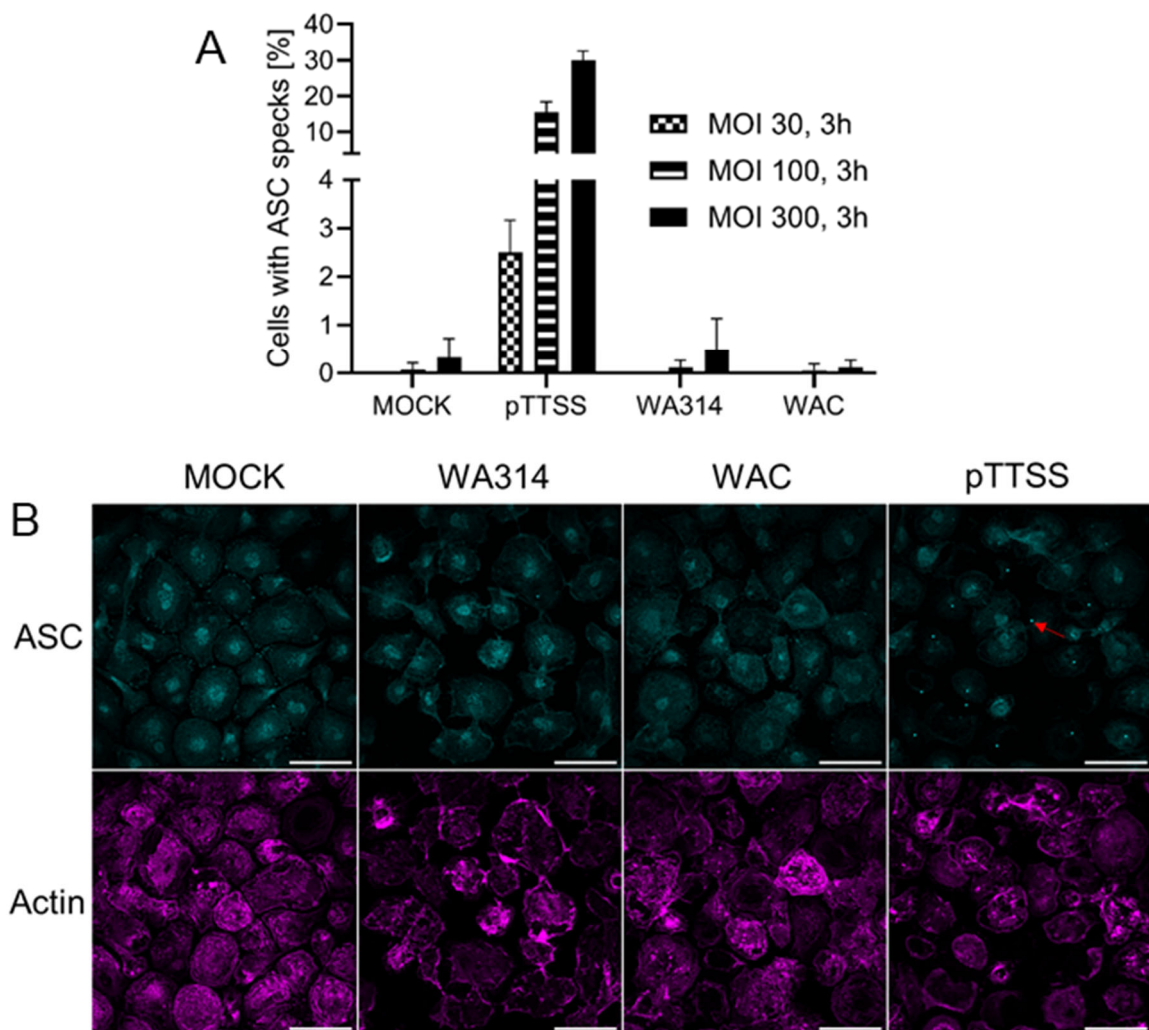 A
Cells with ASC specks [%]
40
30
20
10
4
3
2
1
0
MOI 30, 3h
MOI 100, 3h
MOI 300, 3h
MOCK pTTSS WA314 WAC
B
MOCK WA314 WAC pTTSS
ASC
Actin